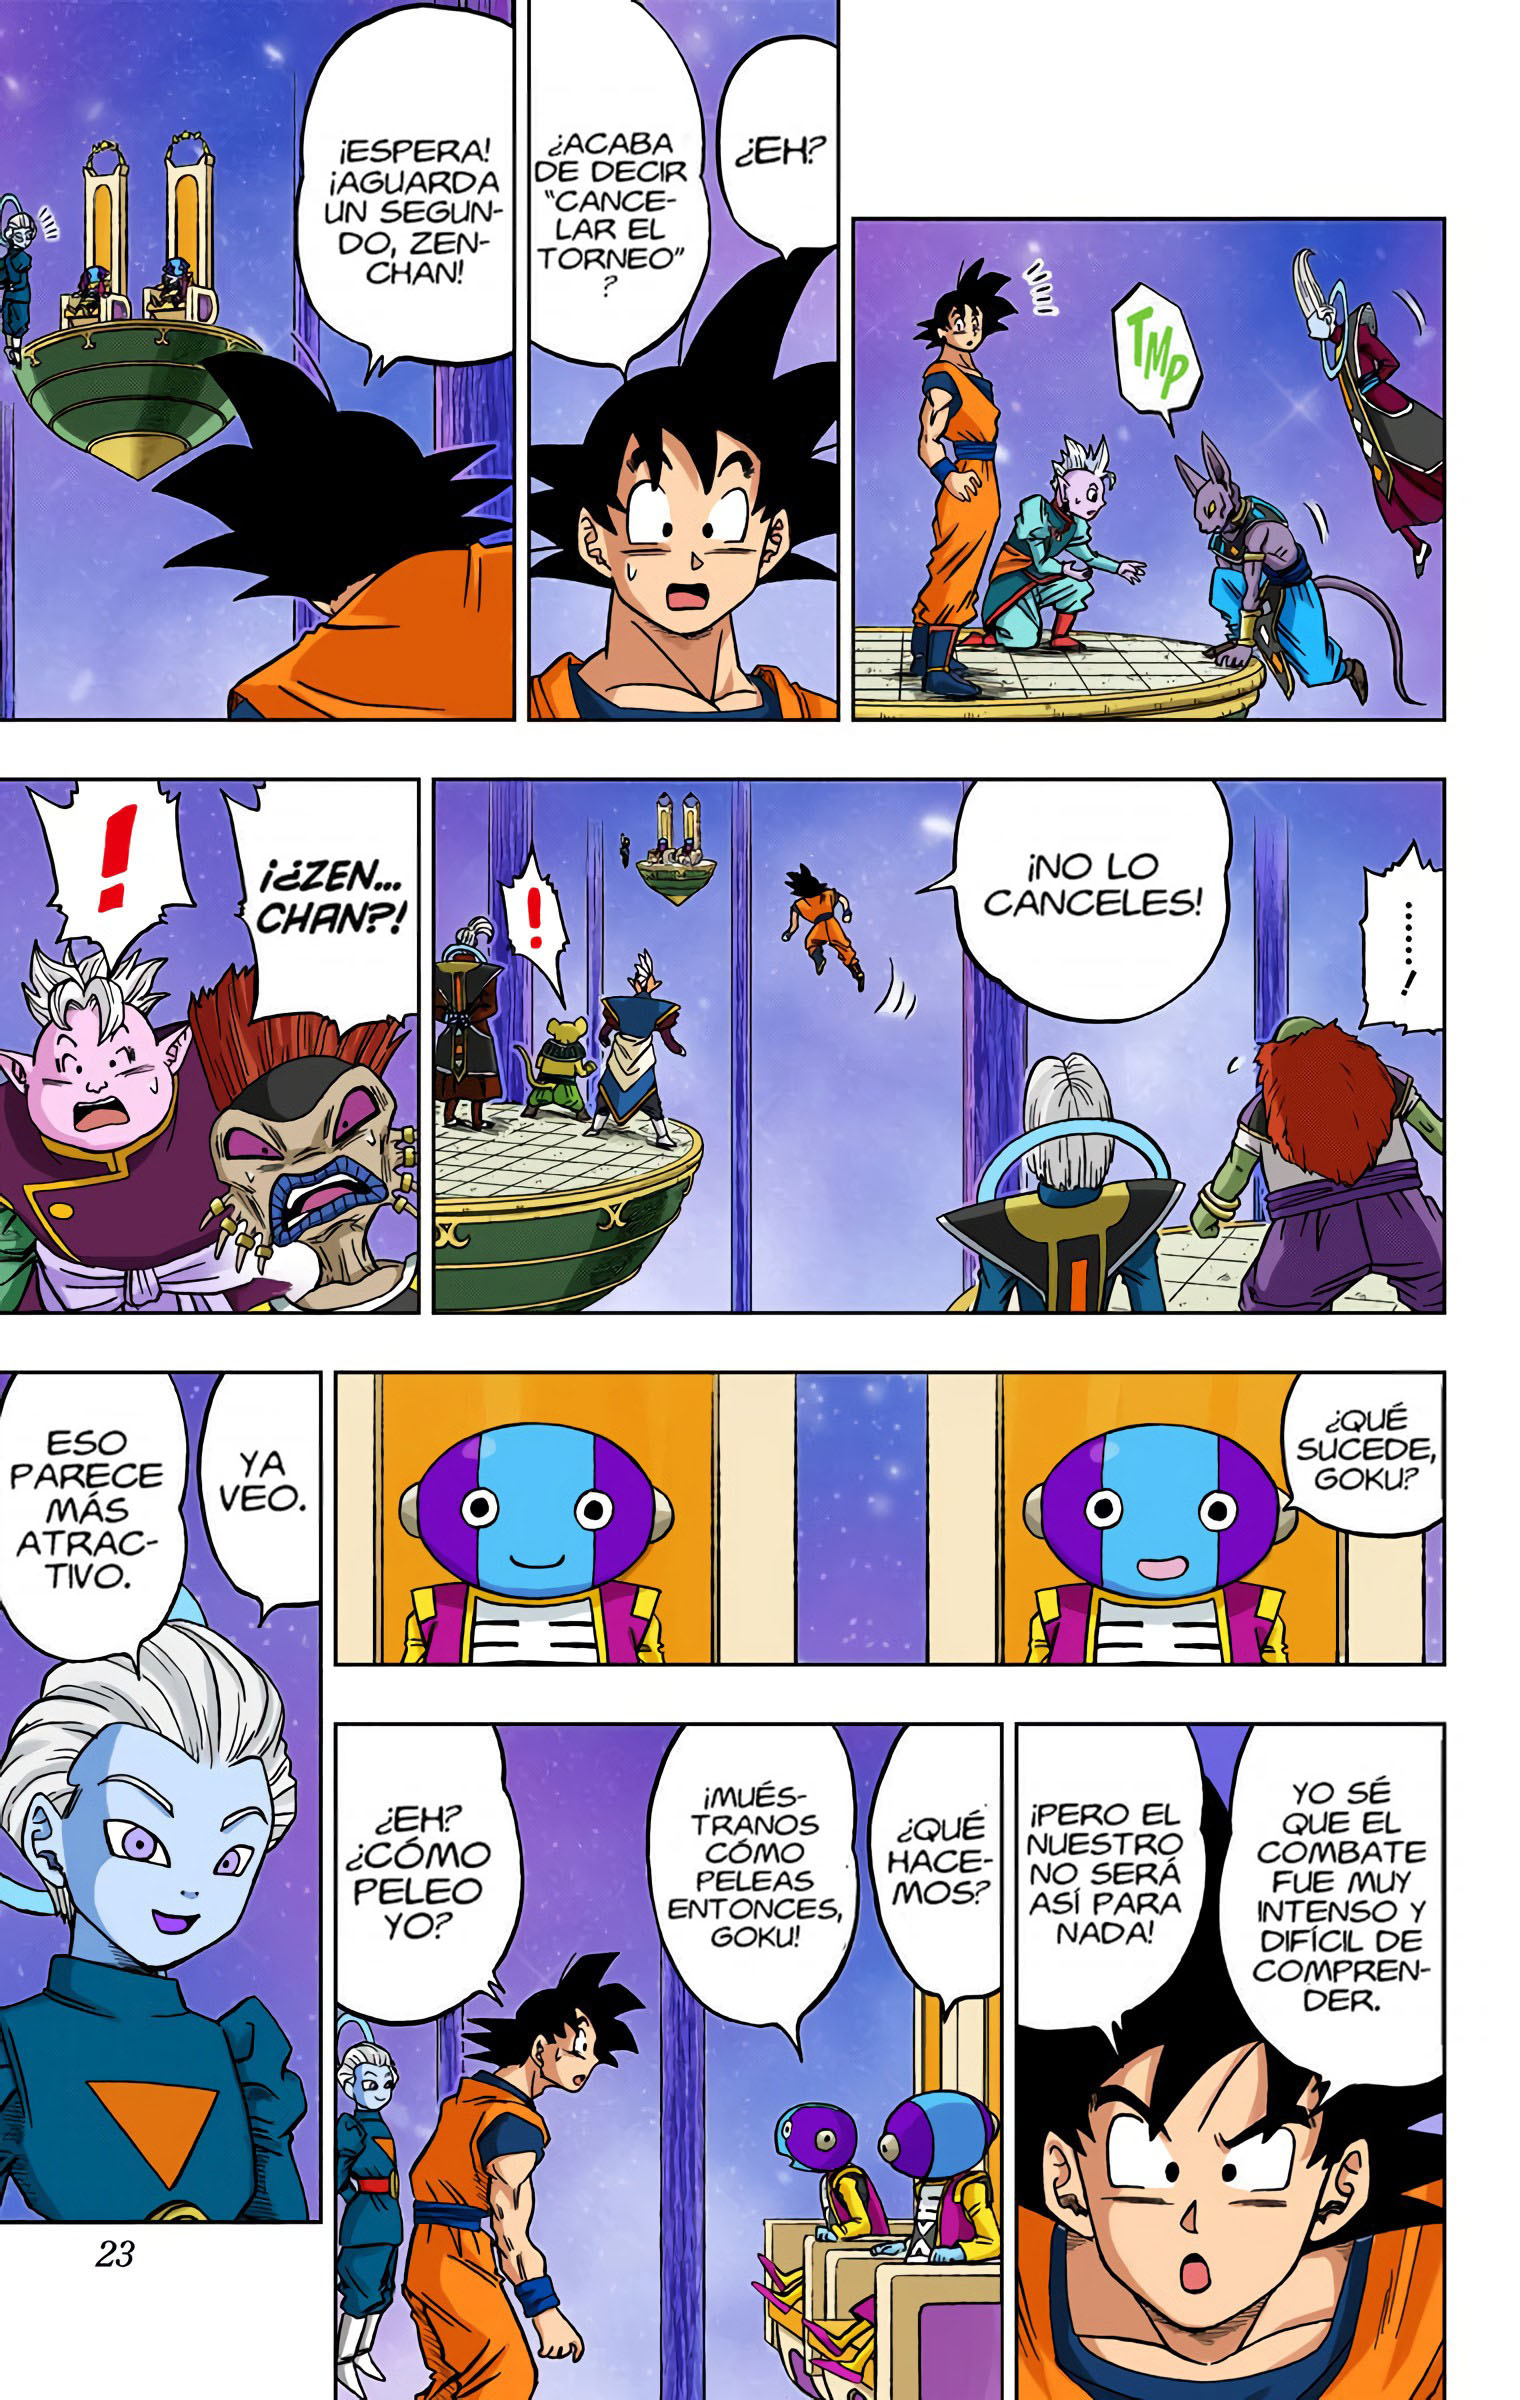 TMP
¿EH?
¿ACABA
DE DECIR
"CANCE-
LAR EL
TORNEO"
?
¡ESPERA!
¡AGUARDA
UN SEGUN-
DO, ZEN-
CHAN!
.......!
¡NO LO
CANCELES!
!
¡¿ZEN...
CHAN?!
!
¿QUÉ
SUCEDE,
GOKU?
YO SÉ
QUE EL
COMBATE
FUE MUY
INTENSO Y
DIFÍCIL DE
COMPREN-
DER.
¡PERO EL
NUESTRO
NO SERÁ
ASÍ PARA
NADA!
¿QUÉ
HACE-
MOS?
¡MUÉS-
TRANOS
CÓMO
PELEAS
ENTONCES,
GOKU!
¿EH?
¿CÓMO
PELEO
YO?
YA
VEO.
ESO
PARECE
MÁS
ATRAC-
TIVO.
23